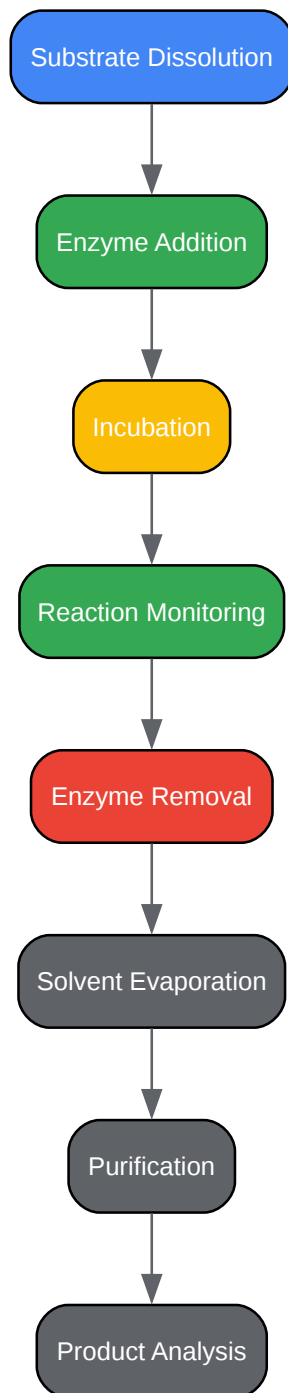 Substrate Dissolution
Enzyme Addition
Incubation
Reaction Monitoring
Enzyme Removal
Solvent Evaporation
Purification
Product Analysis